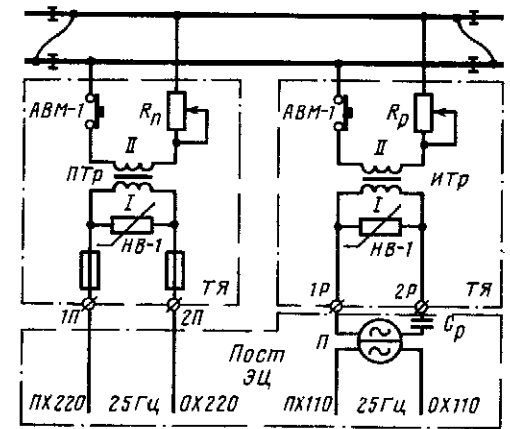 АВМ-1 Rп АВМ-1 Rр
II II
ПТр ИТр
I I
НВ-1 НВ-1
ТЯ 1Р 2Р ТЯ
1П 2П П Cр
Пост
ЭЦ
ПХ220 25Гц ОХ220 ПХ110 25Гц ОХ110